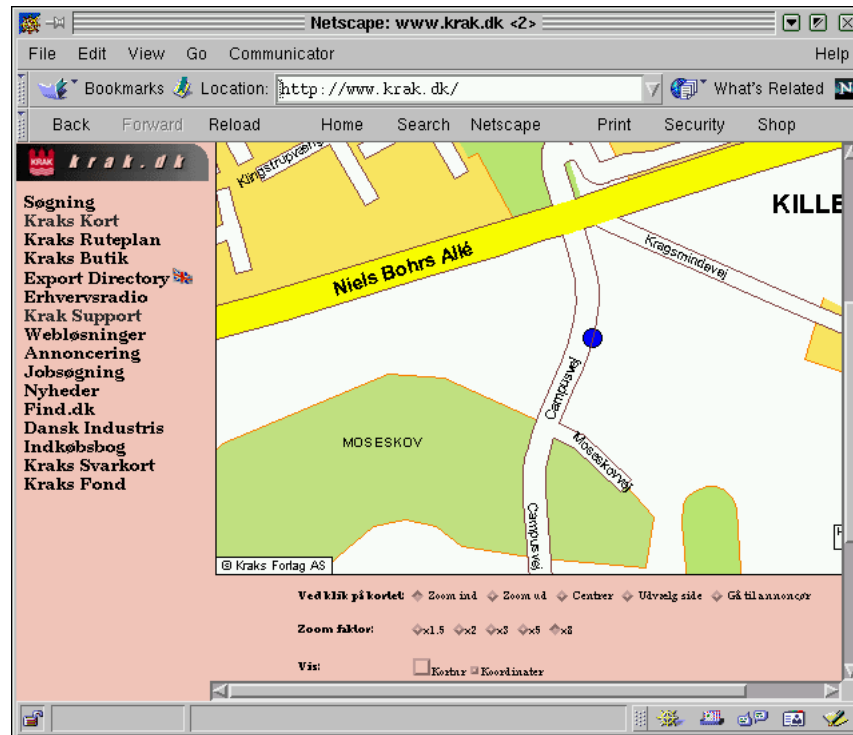 Netscape: www.krak.dk <2>
File Edit View Go Communicator Help
Bookmarks Location: http://www.krak.dk/ What's Related N
Back Forward Reload Home Search Netscape Print Security Shop
KRAK krak.dk
Søgning
Kraks Kort
Kraks Ruteplan
Kraks Butik
Export Directory
Erhvervsradio
Krak Support
Webløsninger
Annoncering
Jobsøgning
Nyheder
Find.dk
Dansk Industris
Indkøbsbog
Kraks Svarkort
Kraks Fond
Klingstrupvæng
KILLE
Kragsmindevej
Niels Bohrs Allé
Campusvej
MOSESKOV
Moseskovvej
Campusvej
H
© Kraks Forlag AS
Ved klik på kortet: Zoom ind Zoom ud Centrer Udvælg side Gå til annoncør
Zoom faktor: x1.5 x2 x3 x5 x8
Vis: Kortnr Koordinater